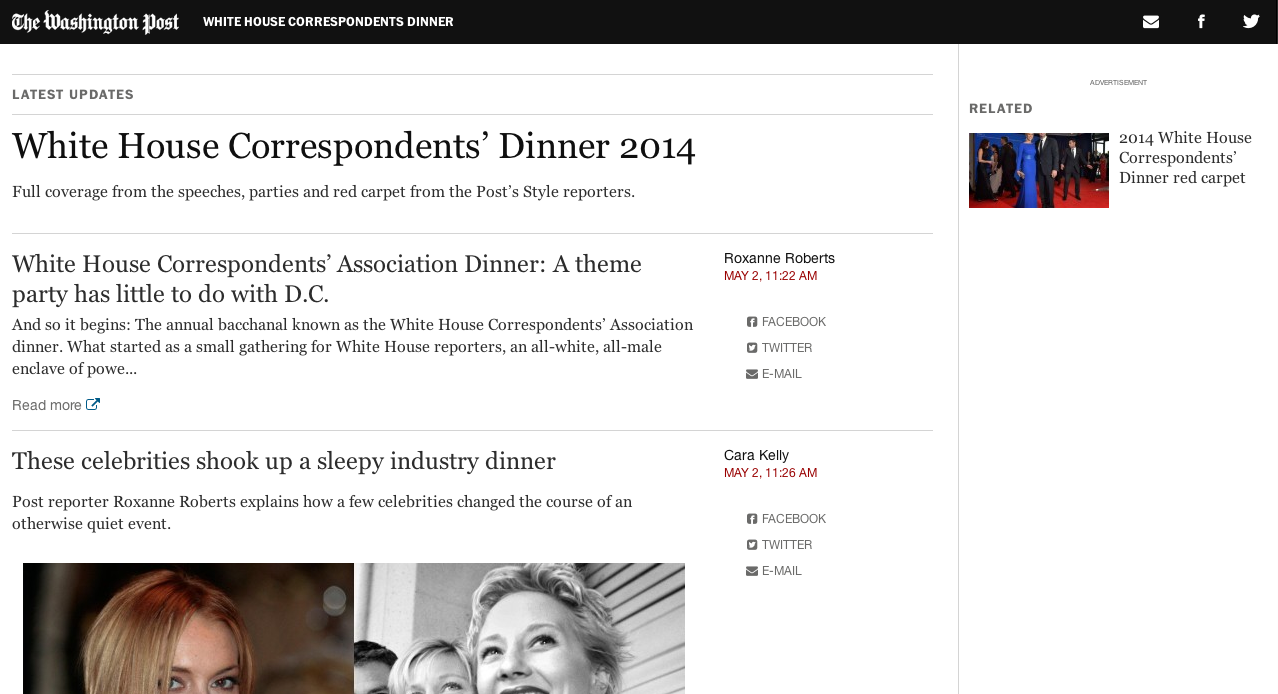 The Washington Post
WHITE HOUSE CORRESPONDENTS DINNER
LATEST UPDATES
White House Correspondents’ Dinner 2014
Full coverage from the speeches, parties and red carpet from the Post’s Style reporters.
White House Correspondents’ Association Dinner: A theme
party has little to do with D.C.
And so it begins: The annual bacchanal known as the White House Correspondents’ Association
dinner. What started as a small gathering for White House reporters, an all-white, all-male
enclave of powe...
Read more
Roxanne Roberts
MAY 2, 11:22 AM
FACEBOOK
TWITTER
E-MAIL
These celebrities shook up a sleepy industry dinner
Post reporter Roxanne Roberts explains how a few celebrities changed the course of an
otherwise quiet event.
Cara Kelly
MAY 2, 11:26 AM
FACEBOOK
TWITTER
E-MAIL
ADVERTISEMENT
RELATED
2014 White House
Correspondents’
Dinner red carpet